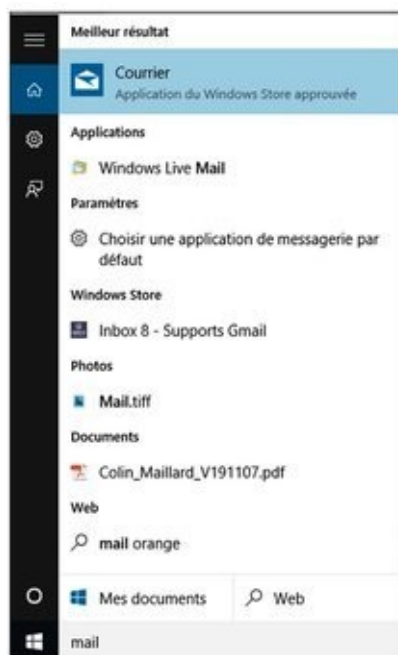 Meilleur résultat
Courrier
Application du Windows Store approuvée
Applications
Windows Live Mail
Paramètres
Choisir une application de messagerie par
défaut
Windows Store
Inbox 8 - Supports Gmail
Photos
Mail.tiff
Documents
Colin_Maillard_V191107.pdf
Web
mail orange
Mes documents
Web
mail